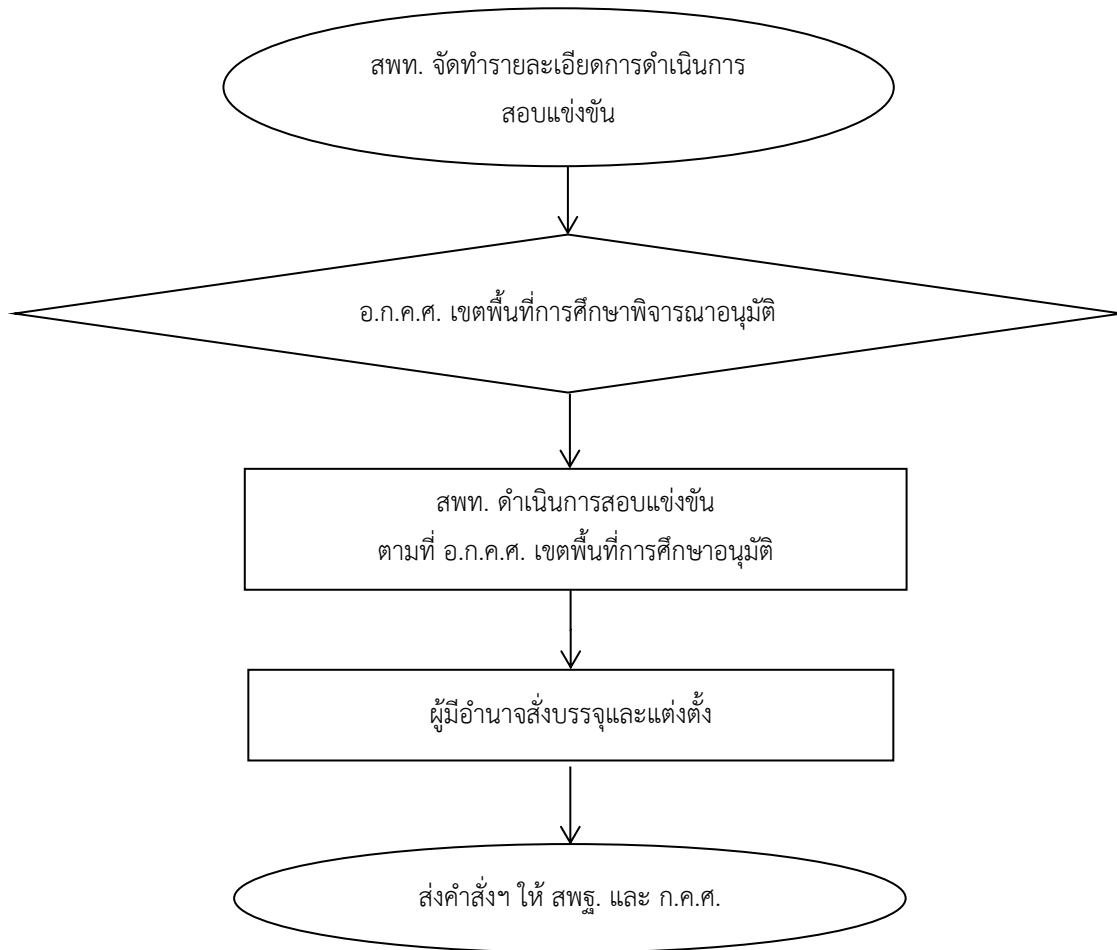 สพท. จัดทำรายละเอียดการดำเนินการ
สอบแข่งขัน
อ.ก.ค.ศ. เขตพื้นที่การศึกษาพิจารณาอนุมัติ
สพท. ดำเนินการสอบแข่งขัน
ตามที่ อ.ก.ค.ศ. เขตพื้นที่การศึกษาอนุมัติ
ผู้มีอำนาจสั่งบรรจุและแต่งตั้ง
ส่งคำสั่งฯ ให้ สพฐ. และ ก.ค.ศ.